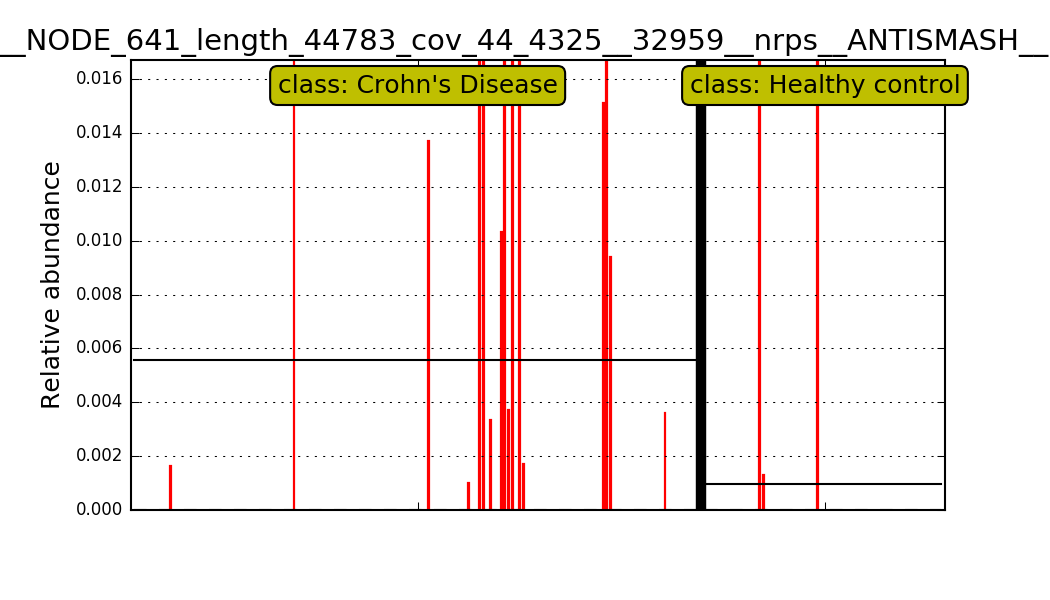 __NODE_641_length_44783_cov_44_4325__32959__nrps__ANTISMASH__
class: Crohn's Disease
class: Healthy control
Relative abundance
0.016
0.014
0.012
0.010
0.008
0.006
0.004
0.002
0.000